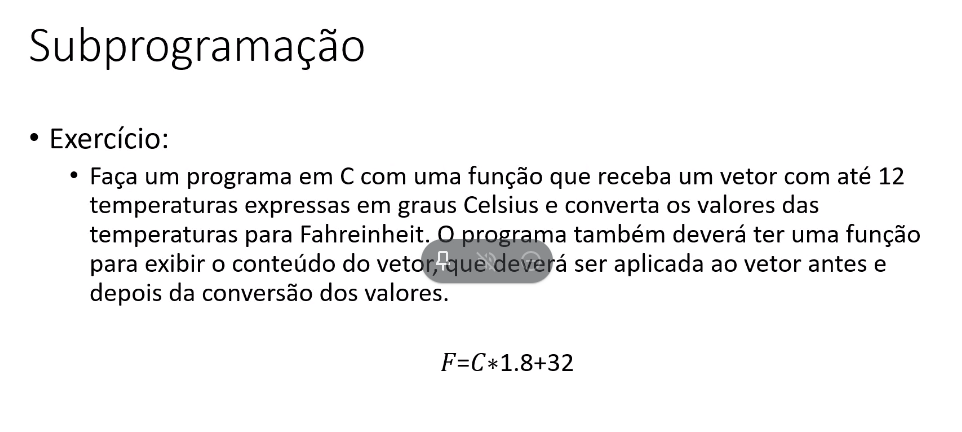 Subprogramação
• Exercício:
• Faça um programa em C com uma função que receba um vetor com até 12
temperaturas expressas em graus Celsius e converta os valores das
temperaturas para Fahreinheit. O programa também deverá ter uma função
para exibir o conteúdo do vetor, que deverá ser aplicada ao vetor antes e
depois da conversão dos valores.
F=C*1.8+32